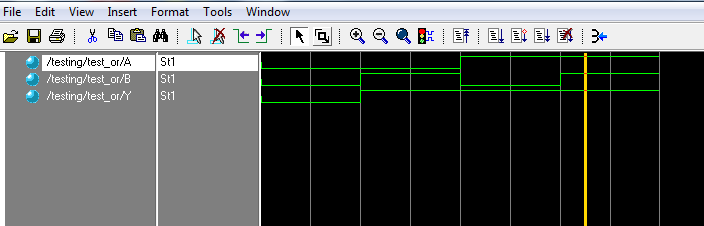 File Edit View Insert Format Tools Window
/testing/test_or/A St1
/testing/test_or/B St1
/testing/test_or/Y St1